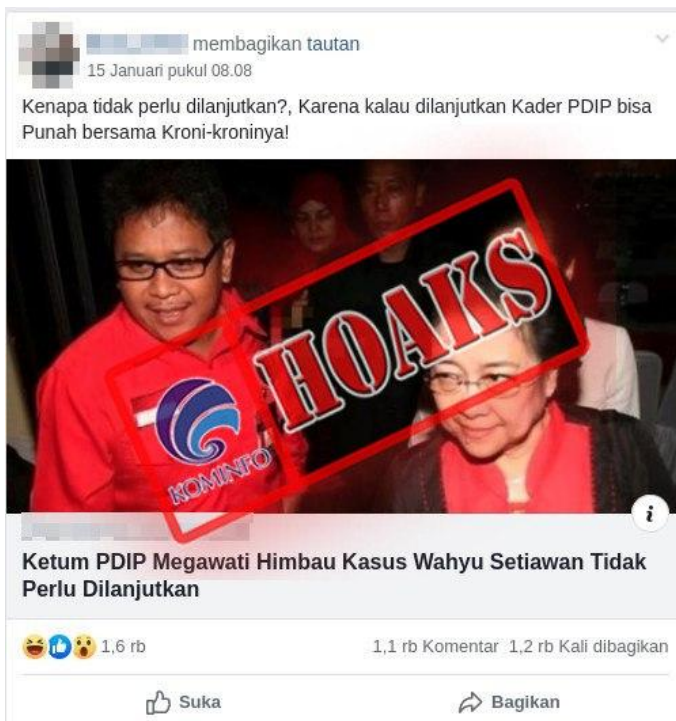 membagikan tautan
15 Januari pukul 08.08
Kenapa tidak perlu dilanjutkan?, Karena kalau dilanjutkan Kader PDIP bisa
Punah bersama Kroni-kroninya!
HOAKS
KOMINFO
i
Ketum PDIP Megawati Himbau Kasus Wahyu Setiawan Tidak
Perlu Dilanjutkan
1,6 rb
1,1 rb Komentar 1,2 rb Kali dibagikan
Suka
Bagikan